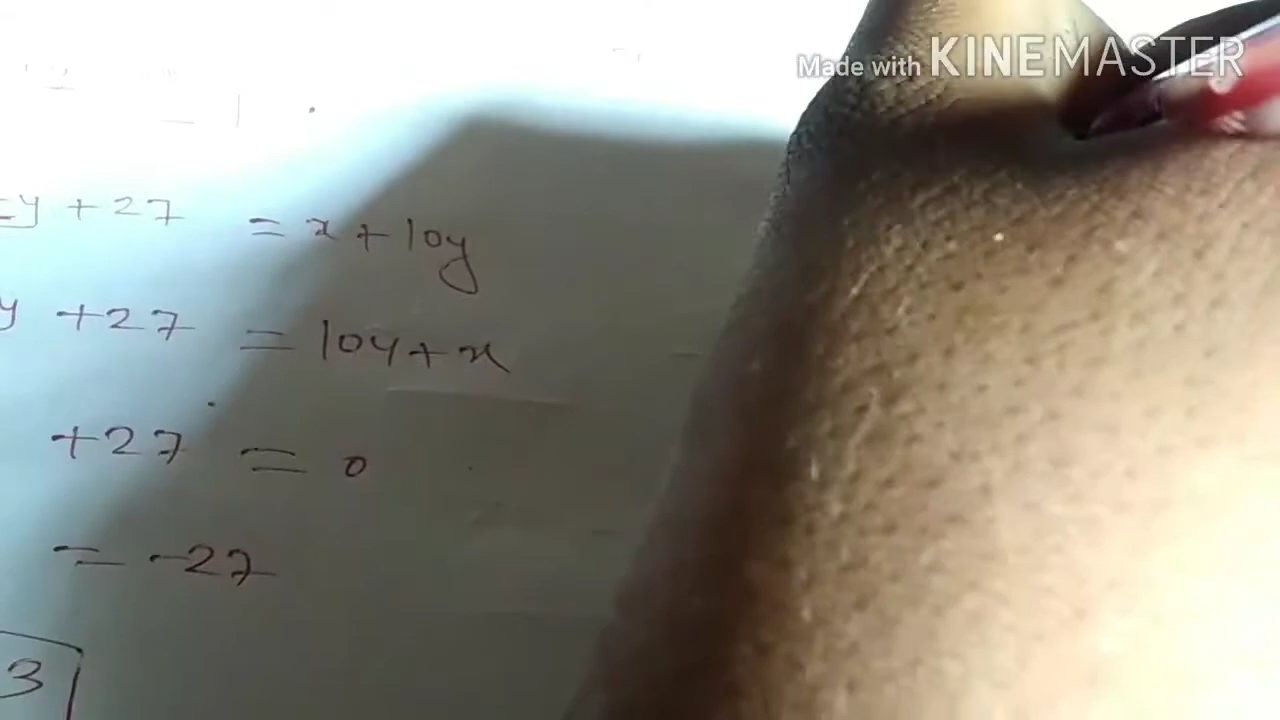 Made with KINEMASTER
y + 27 = x + 10y
y + 27 = 10y + x
+27 = 0
= -27
3